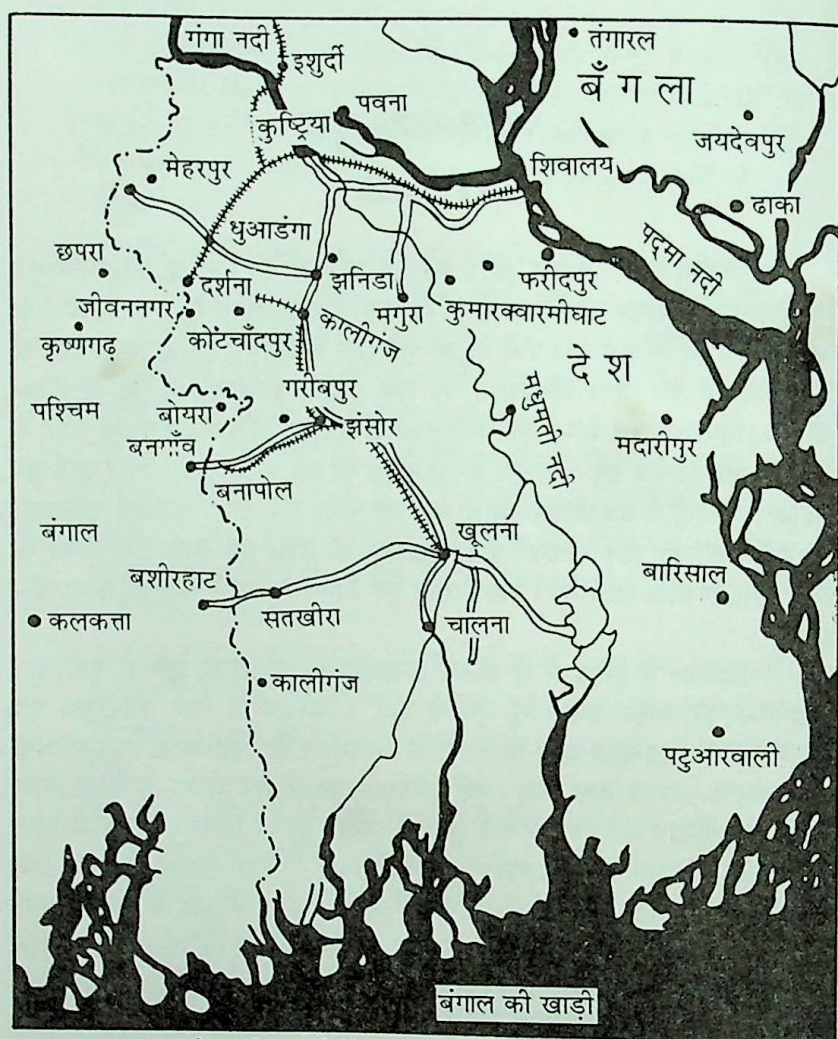 गंगा नदी
इशुर्दी
तंगारल
बँगला
पवना
कुष्ट्रिया
जयदेवपुर
मेहरपुर
शिवालय
ढाका
धुआडंगा
पद्मा नदी
छपरा
दर्शना
झनिडा
फरीदपुर
जीवननगर
मगुरा
कुमारक्वारमीघाट
कृष्णगढ़
कोटचाँदपुर
कालीगंज
देश
गरीबपुर
पश्चिम
बोयरा
झंसोर
मधुमती नदी
मदारीपुर
बनगाँव
बनापोल
बंगाल
खूलना
बशीरहाट
बारिसाल
सतखीरा
चालना
कलकत्ता
कालीगंज
पटुआरवाली
बंगाल की खाड़ी